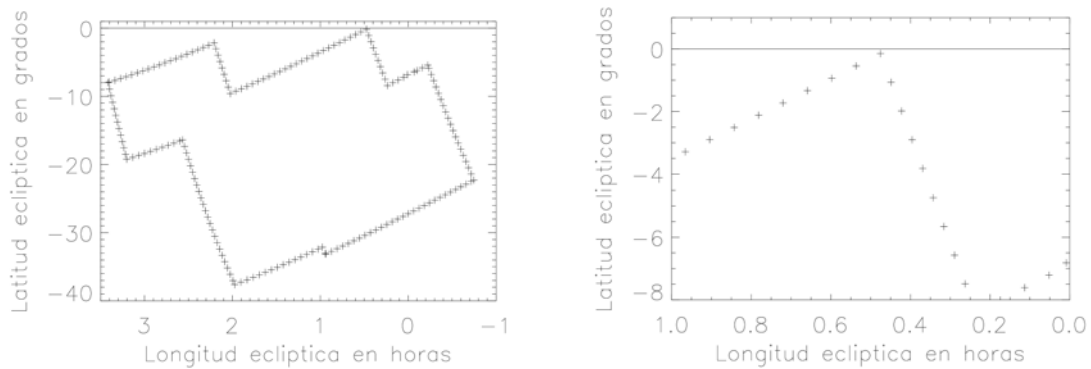 Latitud ecliptica en grados
0
−10
−20
−30
−40
3 2 1 0 −1
Longitud ecliptica en horas
Latitud ecliptica en grados
0
−2
−4
−6
−8
1.0 0.8 0.6 0.4 0.2 0.0
Longitud ecliptica en horas